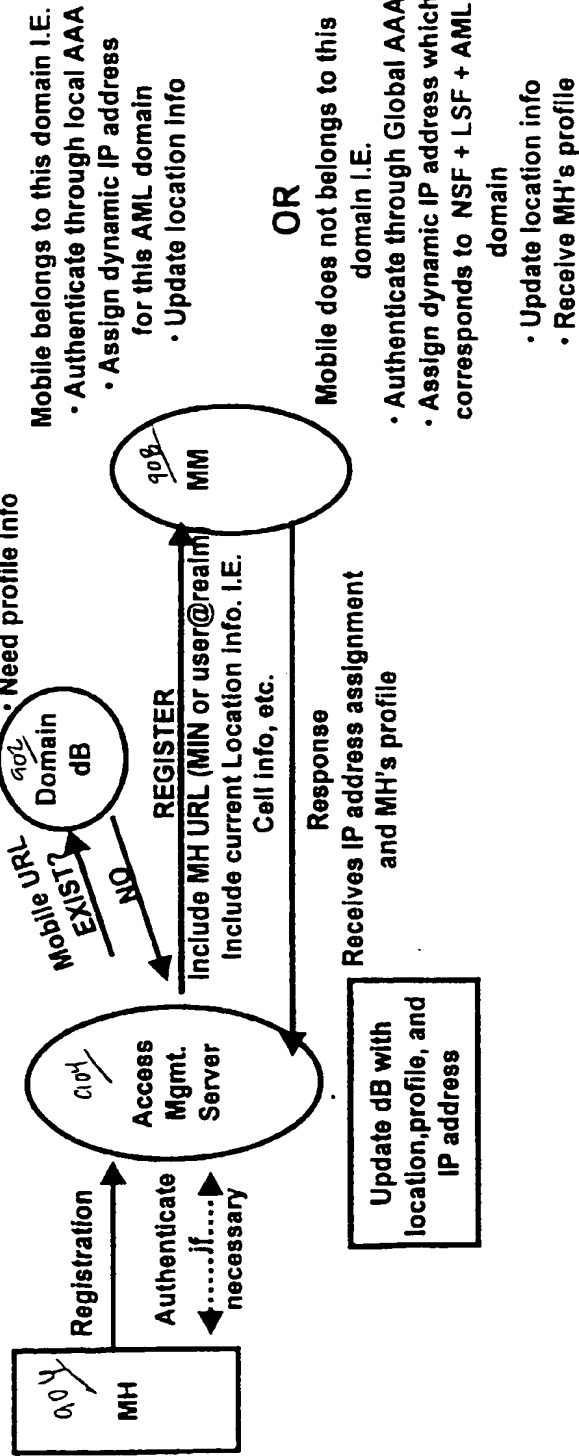 904
MH
Registration
Authenticate
.....if....
necessary
Access
Mgmt.
Server
Update dB with
location,profile, and
IP address
Mobile URL
EXIST?
NO
902
Domain
dB
• Need profile info
REGISTER
Include MH URL (MIN or user@realm
Include current Location info. I.E.
Cell info, etc.
Response
Receives IP address assignment
and MH's profile
908
MM
Mobile belongs to this domain I.E.
• Authenticate through local AAA
• Assign dynamic IP address
for this AML domain
• Update location info
OR
Mobile does not belongs to this
domain I.E.
• Authenticate through Global AAA
• Assign dynamic IP address which
corresponds to NSF + LSF + AML
domain
• Update location info
• Receive MH's profile